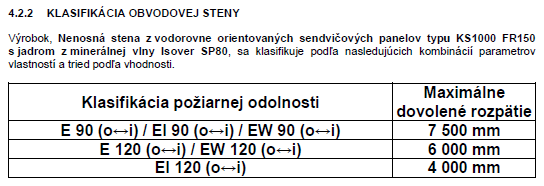 4.2.2 KLASIFIKÁCIA OBVODOVEJ STENY
Výrobok, Nenosná stena z vodorovne orientovaných sendvičových panelov typu KS1000 FR150
s jadrom z minerálnej vlny Isover SP80, sa klasifikuje podľa nasledujúcich kombinácií parametrov
vlastností a tried podľa vhodnosti.
Klasifikácia požiarnej odolnosti
Maximálne
dovolené rozpätie
E 90 (o↔i) / EI 90 (o↔i) / EW 90 (o↔i) 7 500 mm
E 120 (o↔i) / EW 120 (o↔i) 6 000 mm
EI 120 (o↔i) 4 000 mm